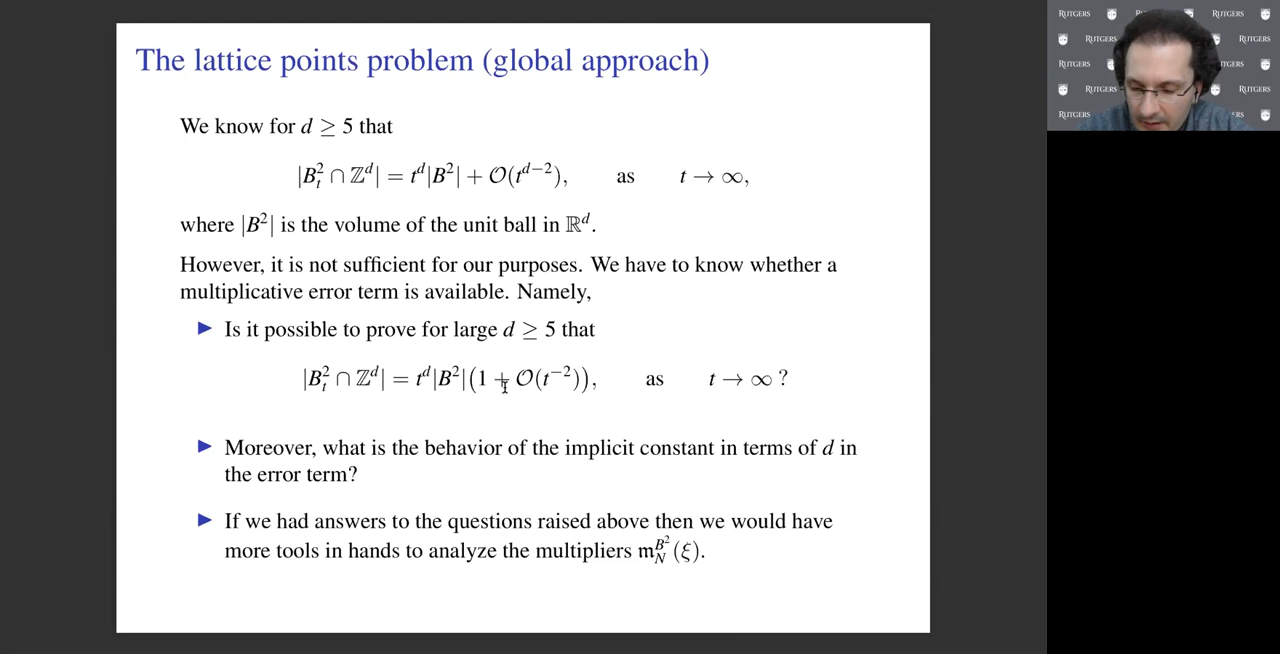 The lattice points problem (global approach)
We know for d ≥ 5 that
|B_t^2 ∩ ℤ^d| = t^d|B^2| + 𝒪(t^{d−2}), as t → ∞,
where |B^2| is the volume of the unit ball in ℝ^d.
However, it is not sufficient for our purposes. We have to know whether a
multiplicative error term is available. Namely,
▶ Is it possible to prove for large d ≥ 5 that
|B_t^2 ∩ ℤ^d| = t^d|B^2|(1 + 𝒪(t^{−2})), as t → ∞ ?
▶ Moreover, what is the behavior of the implicit constant in terms of d in
the error term?
▶ If we had answers to the questions raised above then we would have
more tools in hands to analyze the multipliers 𝔪_N^{B^2}(ξ).
RUTGERS RUTGERS
RUTGERS RUTGERS
RUTGERS
RUTGERS RUTGERS
RUTGERS